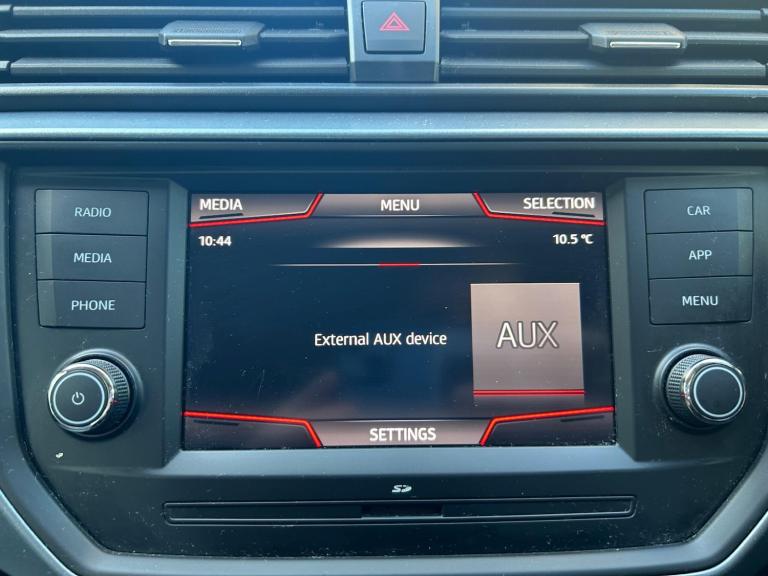 RADIO
MEDIA
PHONE
MEDIA MENU SELECTION
10:44 10.5 °C
External AUX device
AUX
SETTINGS
CAR
APP
MENU
SD